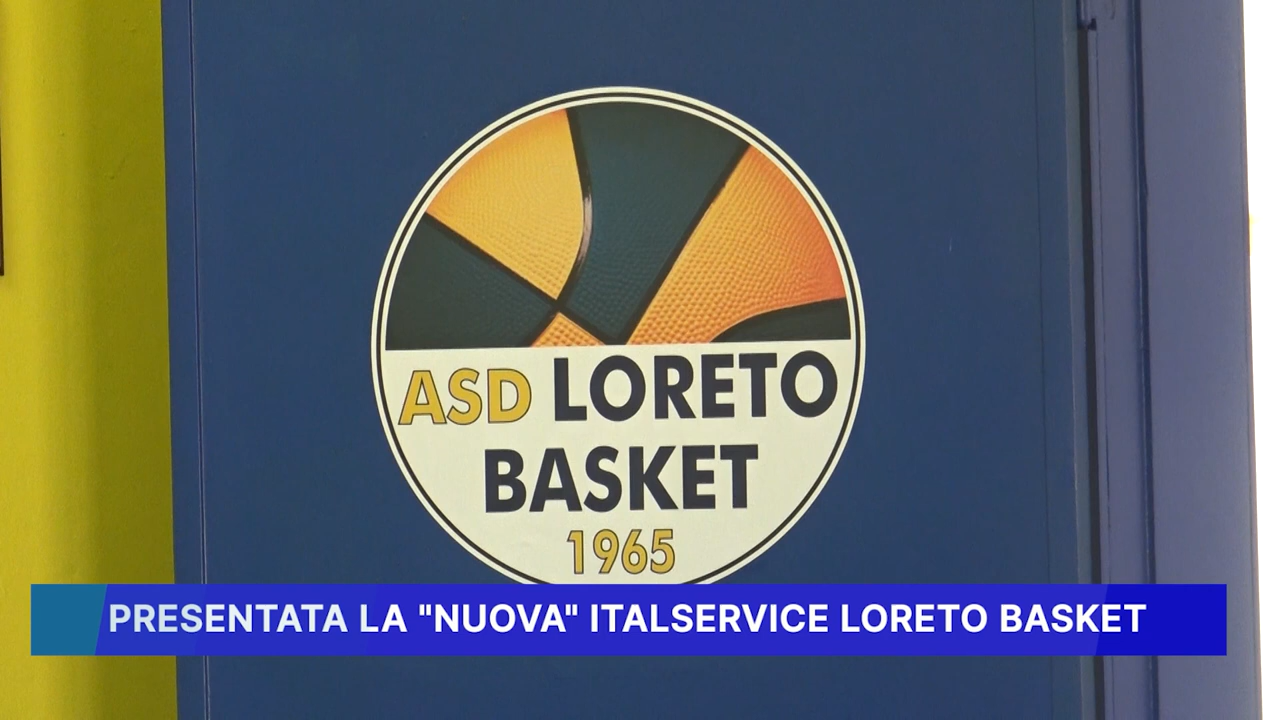 ASD LORETO
BASKET
1965
PRESENTATA LA "NUOVA" ITALSERVICE LORETO BASKET